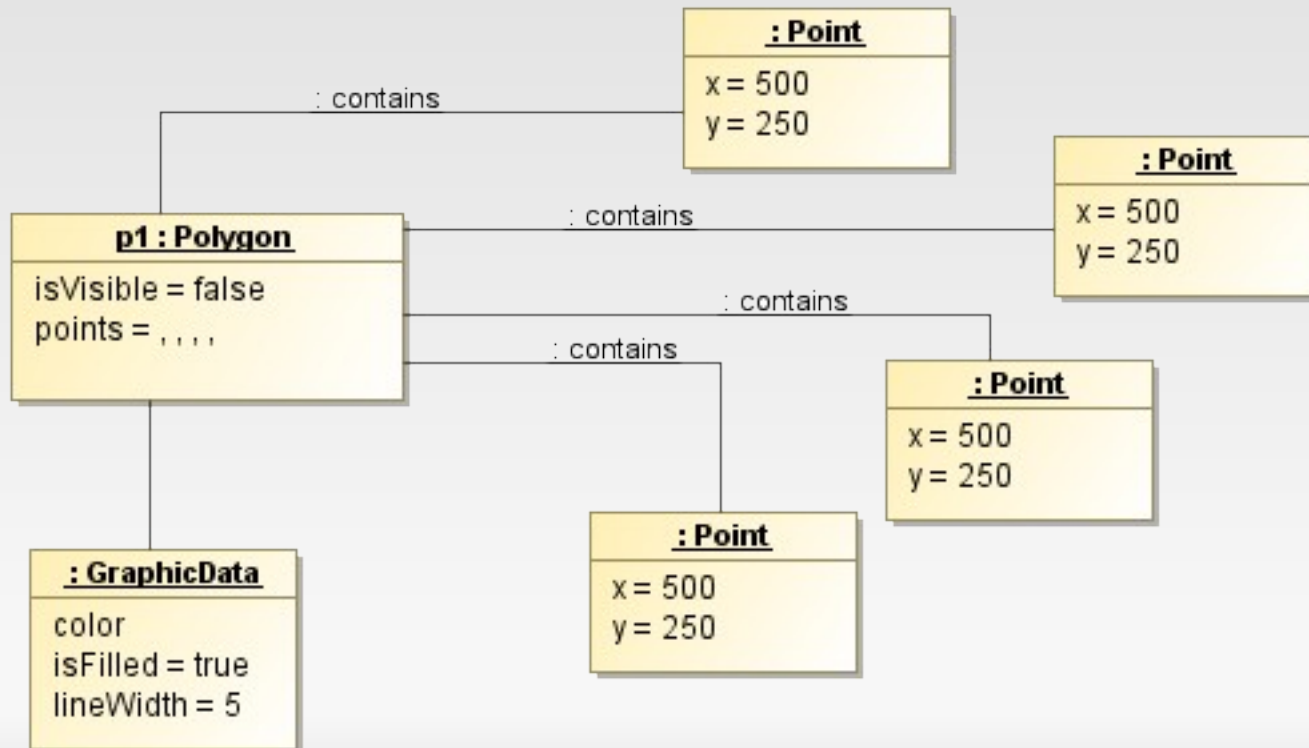 : Point
x = 500
y = 250
: contains
: Point
x = 500
y = 250
: contains
p1 : Polygon
isVisible = false
points = , , , ,
: contains
: Point
x = 500
y = 250
: contains
: Point
x = 500
y = 250
: GraphicData
color
isFilled = true
lineWidth = 5